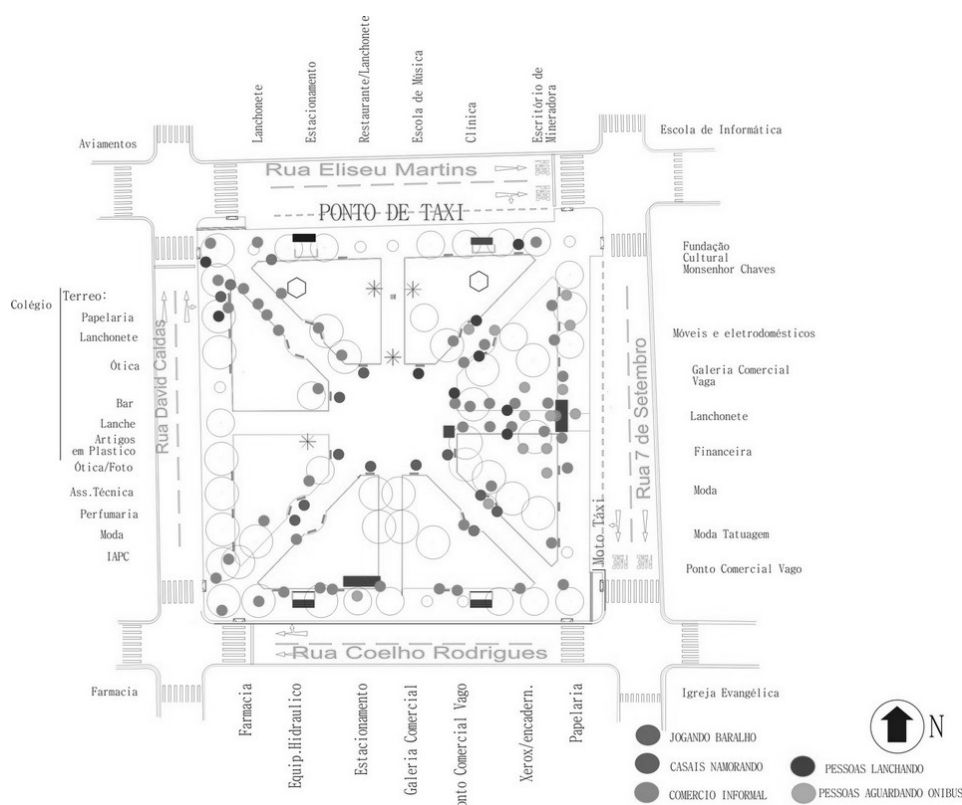 Lanchonete
Estacionamento
Restaurante/Lanchonete
Escola de Música
Clínica
Escritório de
Mineradora
Aviamentos
Escola de Informática
Rua Eliseu Martins
PONTO DE TAXI
Fundação
Cultural
Monsenhor Chaves
Colégio
Terreo:
Papelaria
Lanchonete
Ótica
Bar
Lanche
Artigos
em Plastico
Ótica/Foto
Ass.Técnica
Perfumaria
Moda
IAPC
Rua David Caldas
Rua 7 de Setembro
Moto Táxi
Móveis e eletrodomésticos
Galeria Comercial
Vaga
Lanchonete
Financeira
Moda
Moda Tatuagem
Ponto Comercial Vago
Rua Coelho Rodrigues
Farmacia
Farmacia
Equip.Hidraulico
Estacionamento
Galeria Comercial
onto Comercial Vago
Xerox/encadern.
Papelaria
Igreja Evangélica
N
JOGANDO BARALHO
CASAIS NAMORANDO
COMERCIO INFORMAL
PESSOAS LANCHANDO
PESSOAS AGUARDANDO ONIBUS